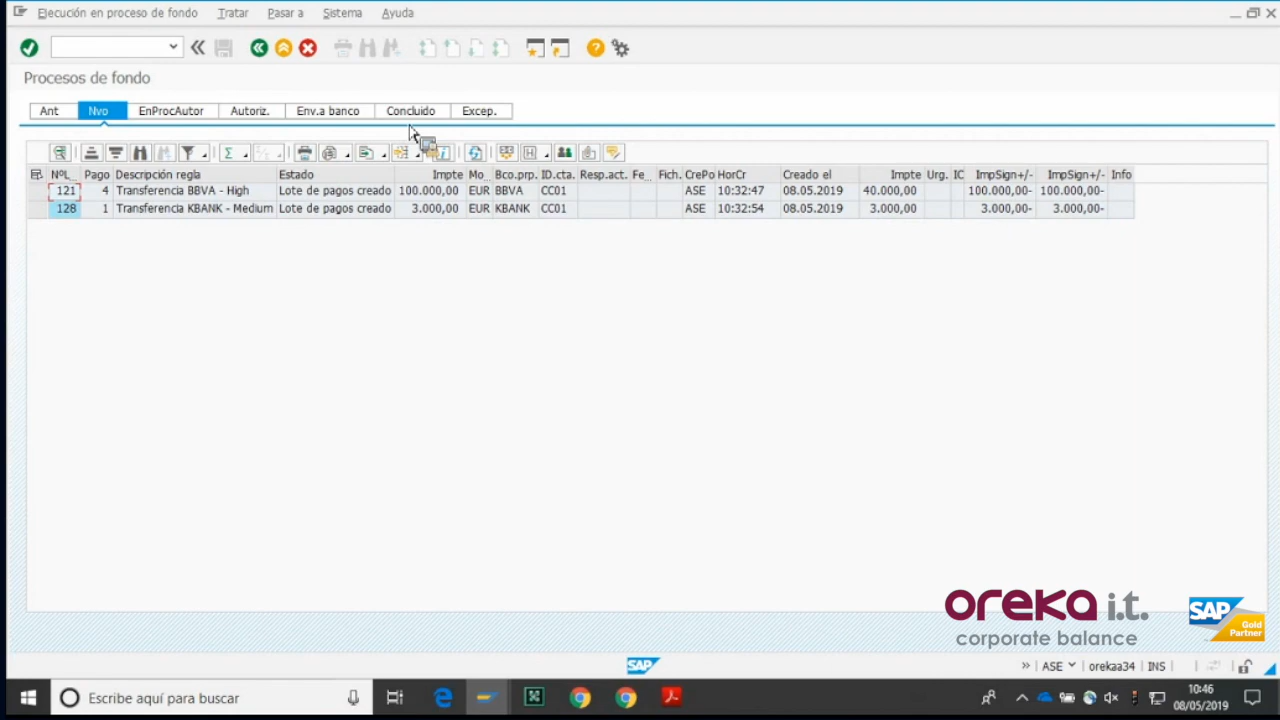 Ejecución en proceso de fondo Tratar Pasar a Sistema Ayuda
Procesos de fondo
Ant Nvo EnProcAutor Autoriz. Env.a banco Concluido Excep.
NºL_ Pago Descripción regla Estado Impte Mo_ Bco.prp. ID.cta. Resp.act. Fe_ Fich. CrePo HorCr Creado el Impte Urg. IC ImpSign+/- ImpSign+/- Info
121 4 Transferencia BBVA - High Lote de pagos creado 100.000,00 EUR BBVA CC01 ASE 10:32:47 08.05.2019 40.000,00 100.000,00- 100.000,00-
128 1 Transferencia KBANK - Medium Lote de pagos creado 3.000,00 EUR KBANK CC01 ASE 10:32:54 08.05.2019 3.000,00 3.000,00- 3.000,00-
oreka i.t.
corporate balance
SAP
Gold
Partner
SAP
» ASE orekaa34 INS
Escribe aquí para buscar
10:46
08/05/2019